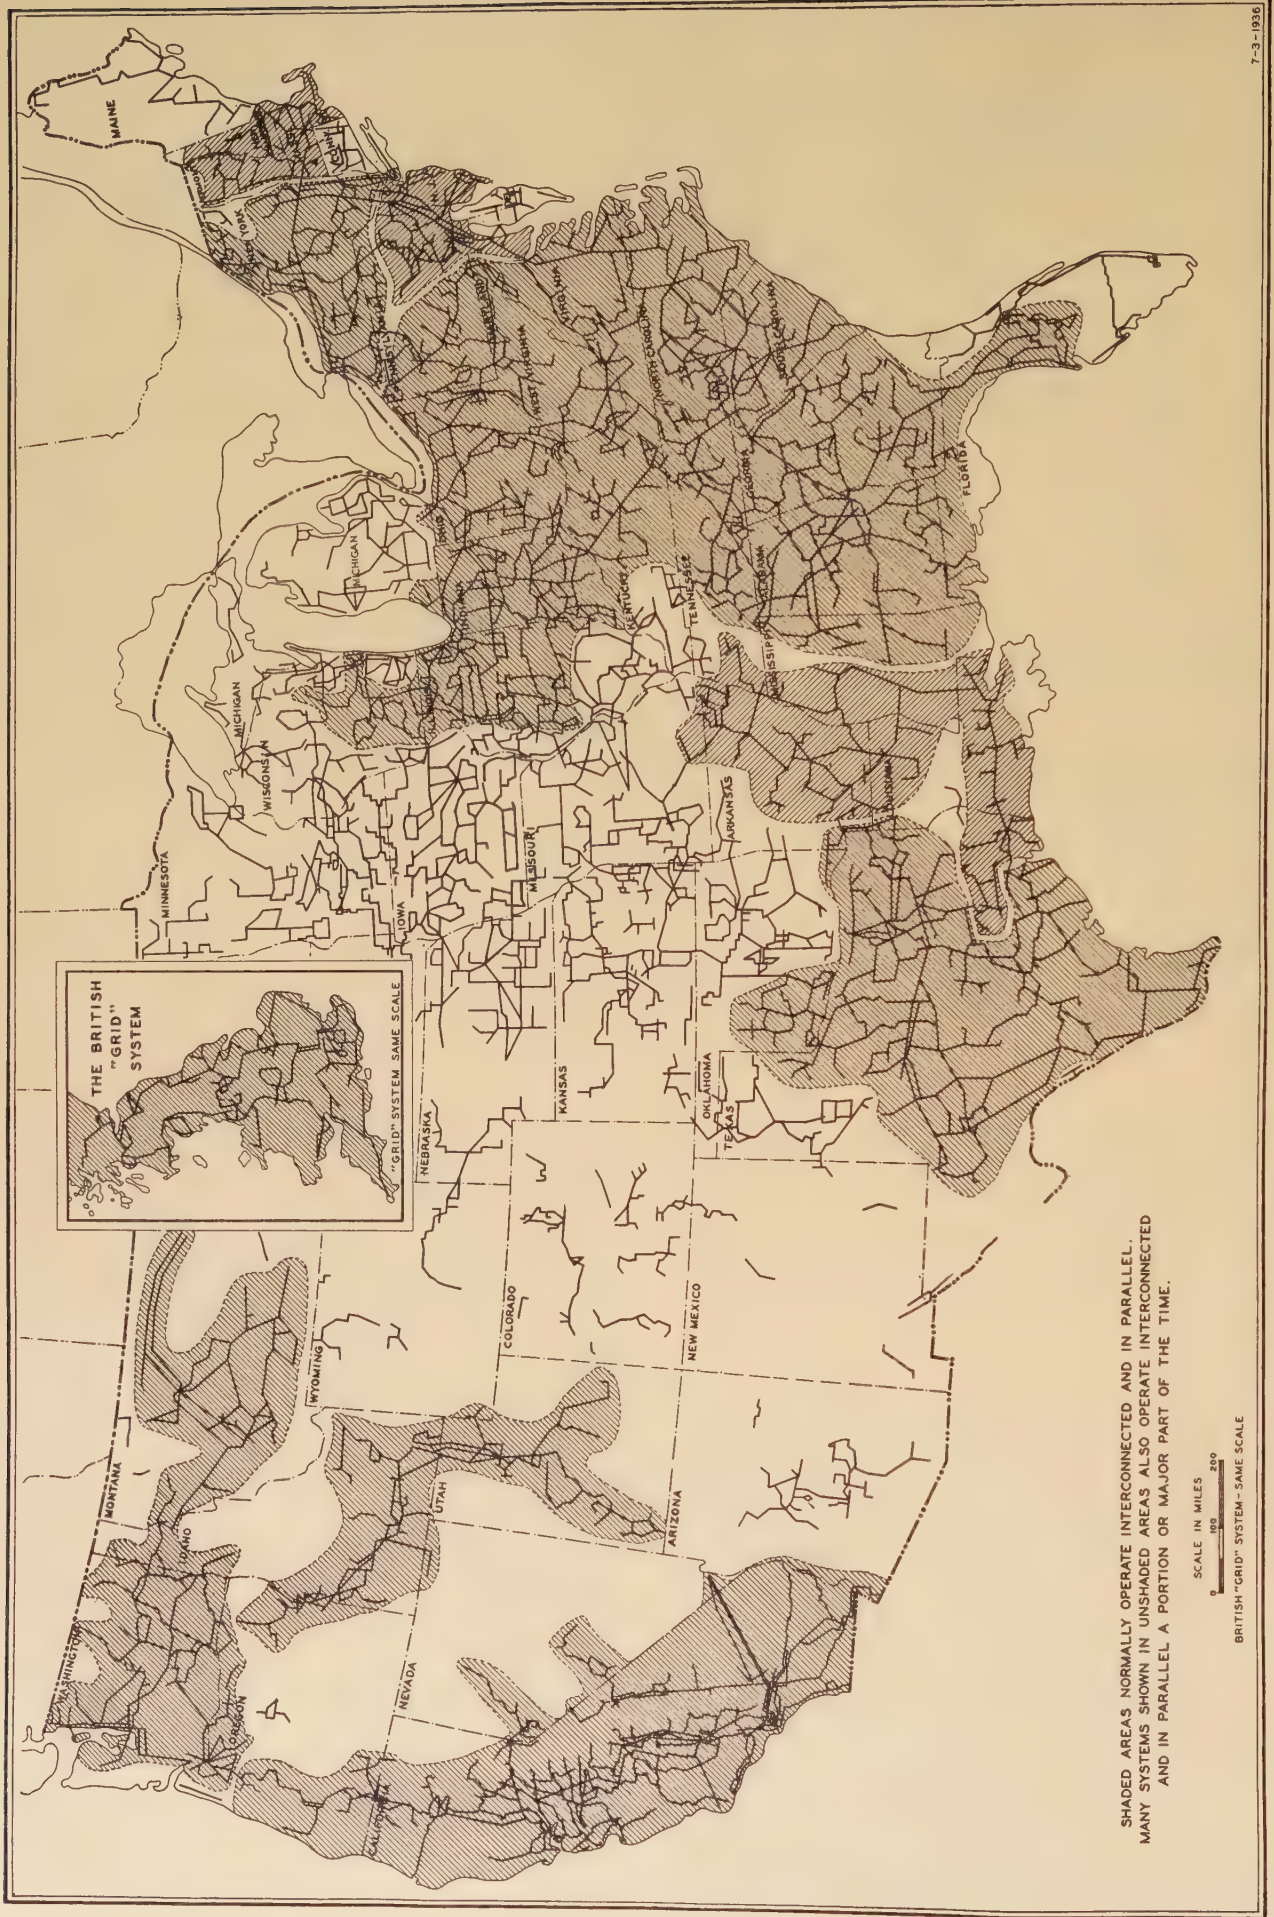 THE BRITISH
"GRID"
SYSTEM
"GRID" SYSTEM SAME SCALE
WASHINGTON
OREGON
CALIFORNIA
NEVADA
IDAHO
MONTANA
UTAH
ARIZONA
WYOMING
COLORADO
NEW MEXICO
NEBRASKA
KANSAS
OKLAHOMA
TEXAS
MINNESOTA
IOWA
MISSOURI
ARKANSAS
LOUISIANA
WISCONSIN
MICHIGAN
MICHIGAN
INDIANA
OHIO
KENTUCKY
TENNESSEE
MISSISSIPPI
ALABAMA
GEORGIA
FLORIDA
SOUTH CAROLINA
NORTH CAROLINA
VIRGINIA
WEST VIRGINIA
MARYLAND
PENNSYLVANIA
NEW YORK
N.J.
CONN.
MAINE
SHADED AREAS NORMALLY OPERATE INTERCONNECTED AND IN PARALLEL.
MANY SYSTEMS SHOWN IN UNSHADED AREAS ALSO OPERATE INTERCONNECTED
AND IN PARALLEL A PORTION OR MAJOR PART OF THE TIME.
SCALE IN MILES
0 100 200
BRITISH "GRID" SYSTEM - SAME SCALE
7-3-1936